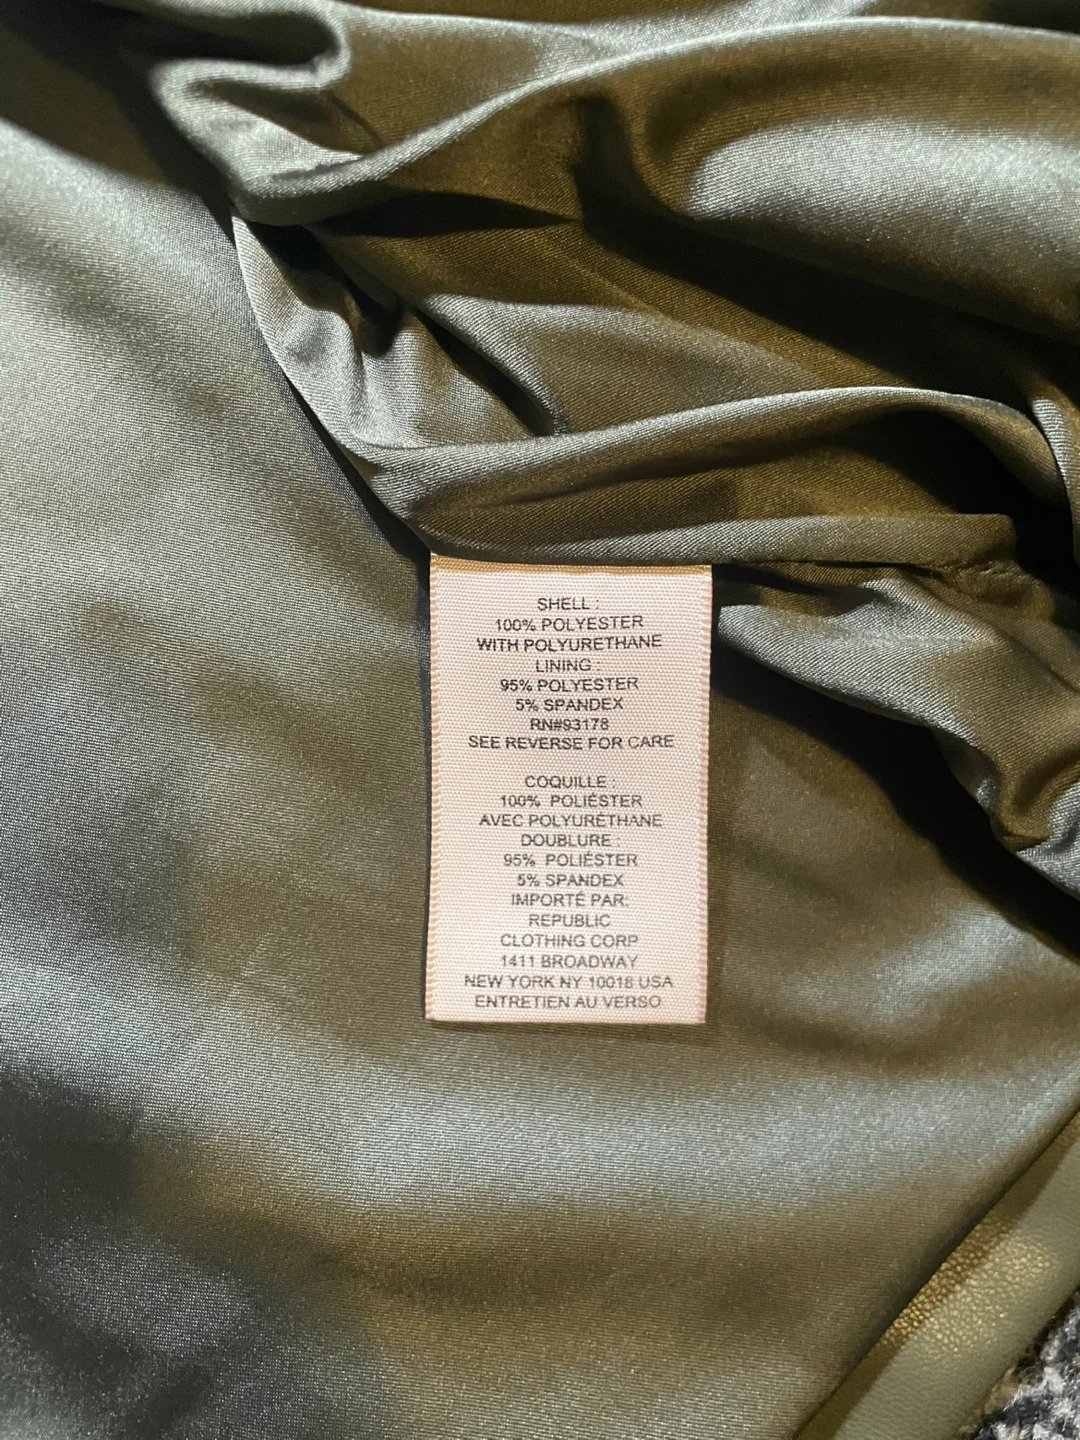 SHELL :
100% POLYESTER
WITH POLYURETHANE
LINING :
95% POLYESTER
5% SPANDEX
RN#93178
SEE REVERSE FOR CARE
COQUILLE :
100% POLIÉSTER
AVEC POLYURÉTHANE
DOUBLURE :
95% POLIÉSTER
5% SPANDEX
IMPORTÉ PAR:
REPUBLIC
CLOTHING CORP
1411 BROADWAY
NEW YORK NY 10018 USA
ENTRETIEN AU VERSO